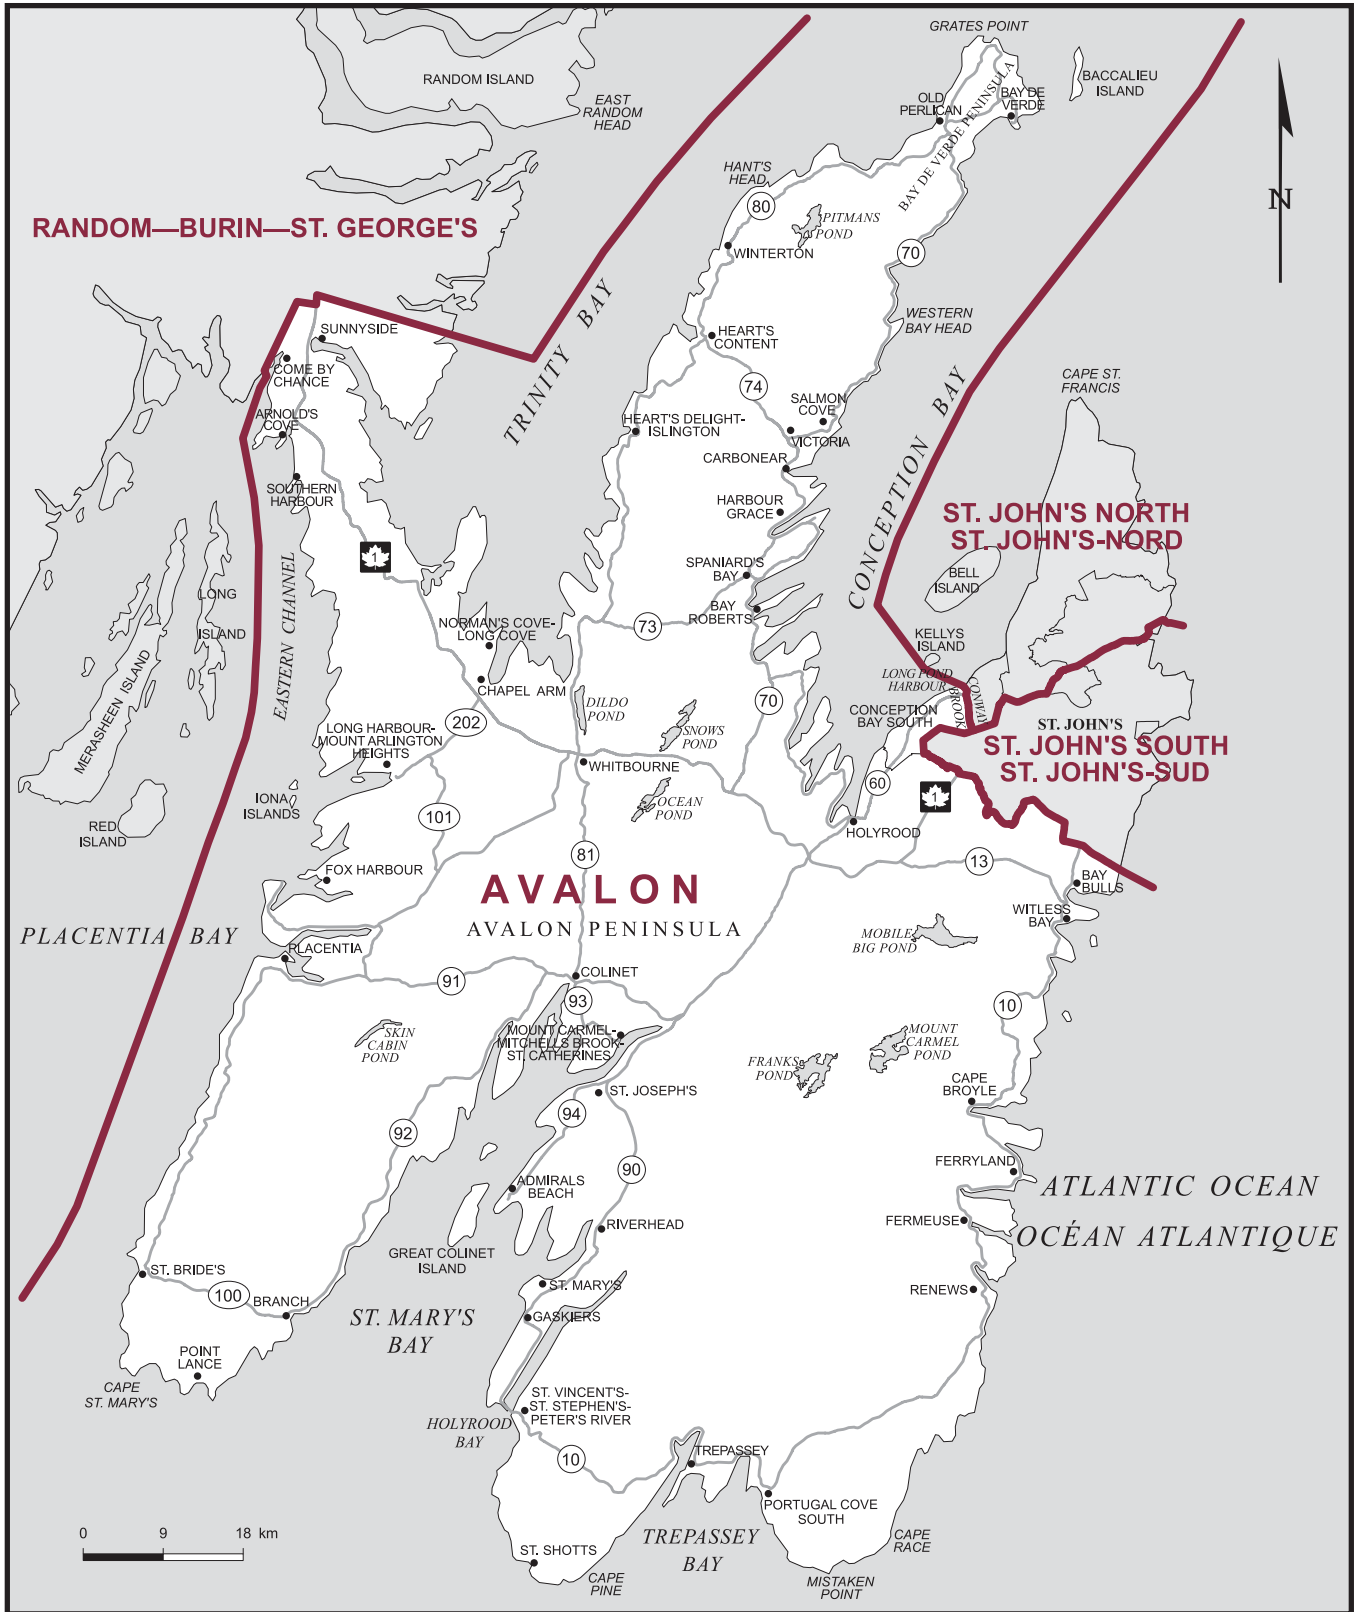 GRATES POINT
RANDOM ISLAND
BACCALIEU
ISLAND
EAST
RANDOM
HEAD
OLD
PERLICAN
BAY DE
VERDE
BAY DE VERDE PENINSULA
HANT'S
HEAD
80
PITMANS
POND
N
RANDOM—BURIN—ST. GEORGE'S
WINTERTON
70
TRINITY BAY
WESTERN
BAY HEAD
SUNNYSIDE
HEART'S
CONTENT
COME BY
CHANCE
CAPE ST.
FRANCIS
74
CONCEPTION BAY
SALMON
COVE
ARNOLD'S
COVE
HEART'S DELIGHT-
ISLINGTON
VICTORIA
CARBONEAR
SOUTHERN
HARBOUR
HARBOUR
GRACE
ST. JOHN'S NORTH
ST. JOHN'S-NORD
1
SPANIARD'S
BAY
BELL
ISLAND
LONG
ISLAND
EASTERN CHANNEL
BAY
ROBERTS
NORMAN'S COVE-
LONG COVE
73
KELLYS
ISLAND
MERASHEEN ISLAND
CHAPEL ARM
LONG POND
HARBOUR
CONWAY
BROOK
DILDO
POND
70
CONCEPTION
BAY SOUTH
202
LONG HARBOUR-
MOUNT ARLINGTON
HEIGHTS
SNOWS
POND
ST. JOHN'S
ST. JOHN'S SOUTH
ST. JOHN'S-SUD
WHITBOURNE
60
1
IONA
ISLANDS
OCEAN
POND
RED
ISLAND
101
HOLYROOD
81
13
FOX HARBOUR
AVALON
AVALON PENINSULA
BAY
BULLS
WITLESS
BAY
PLACENTIA BAY
MOBILE
BIG POND
PLACENTIA
COLINET
91
93
10
SKIN
CABIN
POND
MOUNT CARMEL-
MITCHELLS BROOK-
ST. CATHERINES
MOUNT
CARMEL
POND
FRANKS
POND
CAPE
BROYLE
ST. JOSEPH'S
94
92
90
FERRYLAND
ADMIRALS
BEACH
ATLANTIC OCEAN
OCÉAN ATLANTIQUE
FERMEUSE
RIVERHEAD
GREAT COLINET
ISLAND
ST. BRIDE'S
ST. MARY'S
RENEWS
100
BRANCH
GASKIERS
ST. MARY'S
BAY
POINT
LANCE
CAPE
ST. MARY'S
ST. VINCENT'S-
ST. STEPHEN'S-
PETER'S RIVER
HOLYROOD
BAY
10
TREPASSEY
PORTUGAL COVE
SOUTH
0 9 18 km
TREPASSEY
BAY
CAPE
RACE
ST. SHOTTS
CAPE
PINE
MISTAKEN
POINT